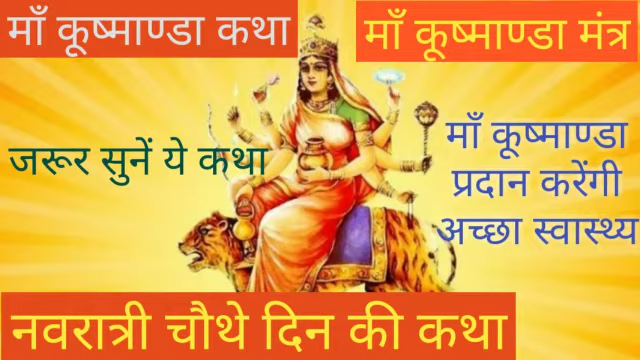 माँ कूष्माण्डा कथा
माँ कूष्माण्डा मंत्र
जरूर सुनें ये कथा
माँ कूष्माण्डा
प्रदान करेंगी
अच्छा स्वास्थ्य
नवरात्री चौथे दिन की कथा